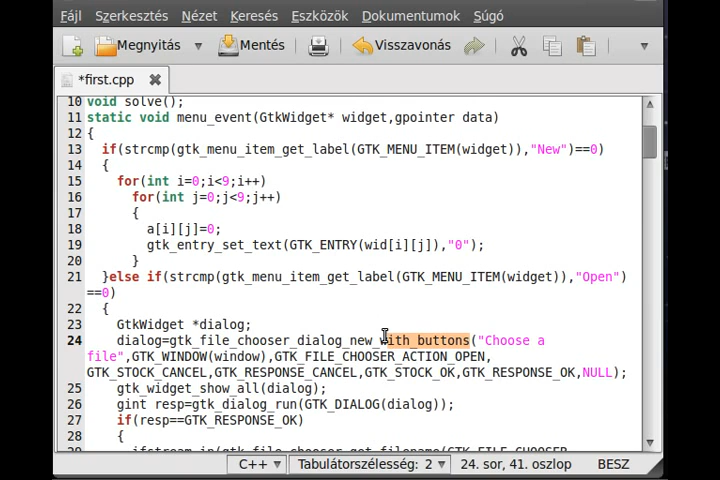 Fájl Szerkesztés Nézet Keresés Eszközök Dokumentumok Súgó
Megnyitás Mentés Visszavonás
*first.cpp
10 void solve();
11 static void menu_event(GtkWidget* widget,gpointer data)
12 {
13 if(strcmp(gtk_menu_item_get_label(GTK_MENU_ITEM(widget)),"New")==0)
14 {
15 for(int i=0;i<9;i++)
16 for(int j=0;j<9;j++)
17 {
18 a[i][j]=0;
19 gtk_entry_set_text(GTK_ENTRY(wid[i][j]),"0");
20 }
21 }else if(strcmp(gtk_menu_item_get_label(GTK_MENU_ITEM(widget)),"Open")
==0)
22 {
23 GtkWidget *dialog;
24 dialog=gtk_file_chooser_dialog_new_with_buttons("Choose a
file",GTK_WINDOW(window),GTK_FILE_CHOOSER_ACTION_OPEN,
GTK_STOCK_CANCEL,GTK_RESPONSE_CANCEL,GTK_STOCK_OK,GTK_RESPONSE_OK,NULL);
25 gtk_widget_show_all(dialog);
26 gint resp=gtk_dialog_run(GTK_DIALOG(dialog));
27 if(resp==GTK_RESPONSE_OK)
28 {
29 ifstream in(gtk_file_chooser_get_filename(GTK_FILE_CHOOSER
C++ Tabulátorszélesség: 2 24. sor, 41. oszlop BESZ